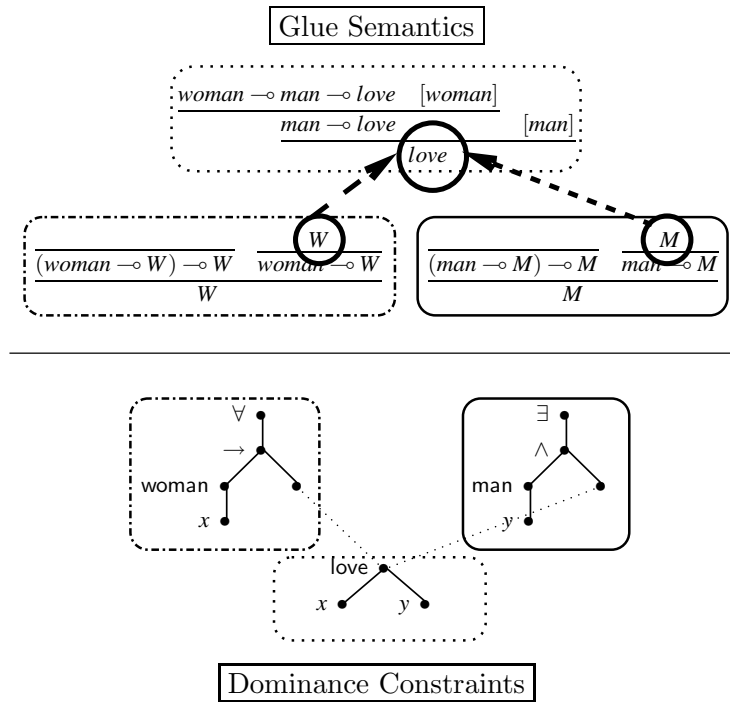 Glue Semantics
woman ⊸ man ⊸ love [woman]
man ⊸ love [man]
love
W
(woman ⊸ W) ⊸ W woman ⊸ W
W
M
(man ⊸ M) ⊸ M man ⊸ M
M
∀
→
woman
x
∃
∧
man
y
love
x y
Dominance Constraints